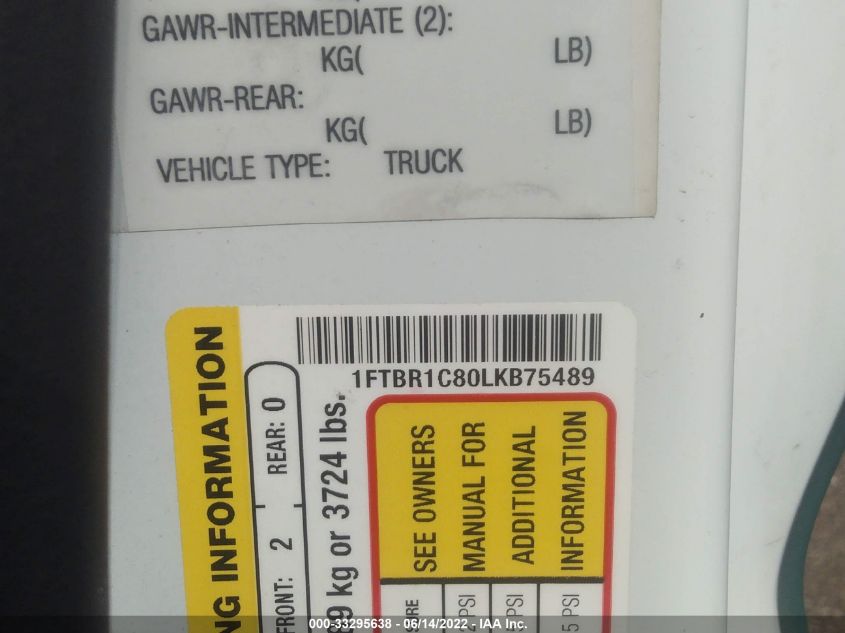 GAWR-INTERMEDIATE (2):
KG( LB)
GAWR-REAR:
KG( LB)
VEHICLE TYPE: TRUCK
1FTBR1C80LKB75489
NG INFORMATION
FRONT: 2 REAR: 0
kg or 3724 lbs.
SEE OWNERS
MANUAL FOR
ADDITIONAL
INFORMATION
PSI
5 PSI
5 PSI
000-33295638 - 06/14/2022 - IAA Inc.